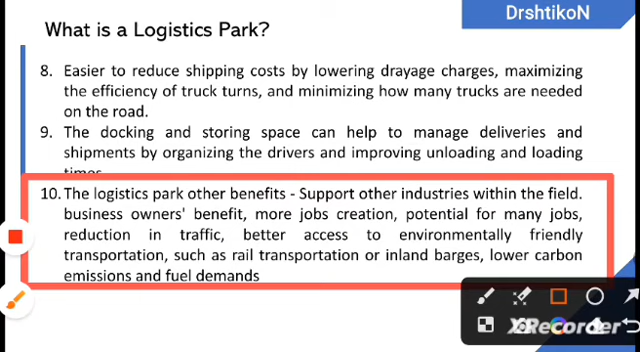 DrshtikoN
What is a Logistics Park?
8. Easier to reduce shipping costs by lowering drayage charges, maximizing
the efficiency of truck turns, and minimizing how many trucks are needed
on the road.
9. The docking and storing space can help to manage deliveries and
shipments by organizing the drivers and improving unloading and loading
times
10. The logistics park other benefits - Support other industries within the field.
business owners' benefit, more jobs creation, potential for many jobs,
reduction in traffic, better access to environmentally friendly
transportation, such as rail transportation or inland barges, lower carbon
emissions and fuel demands
XRecorder